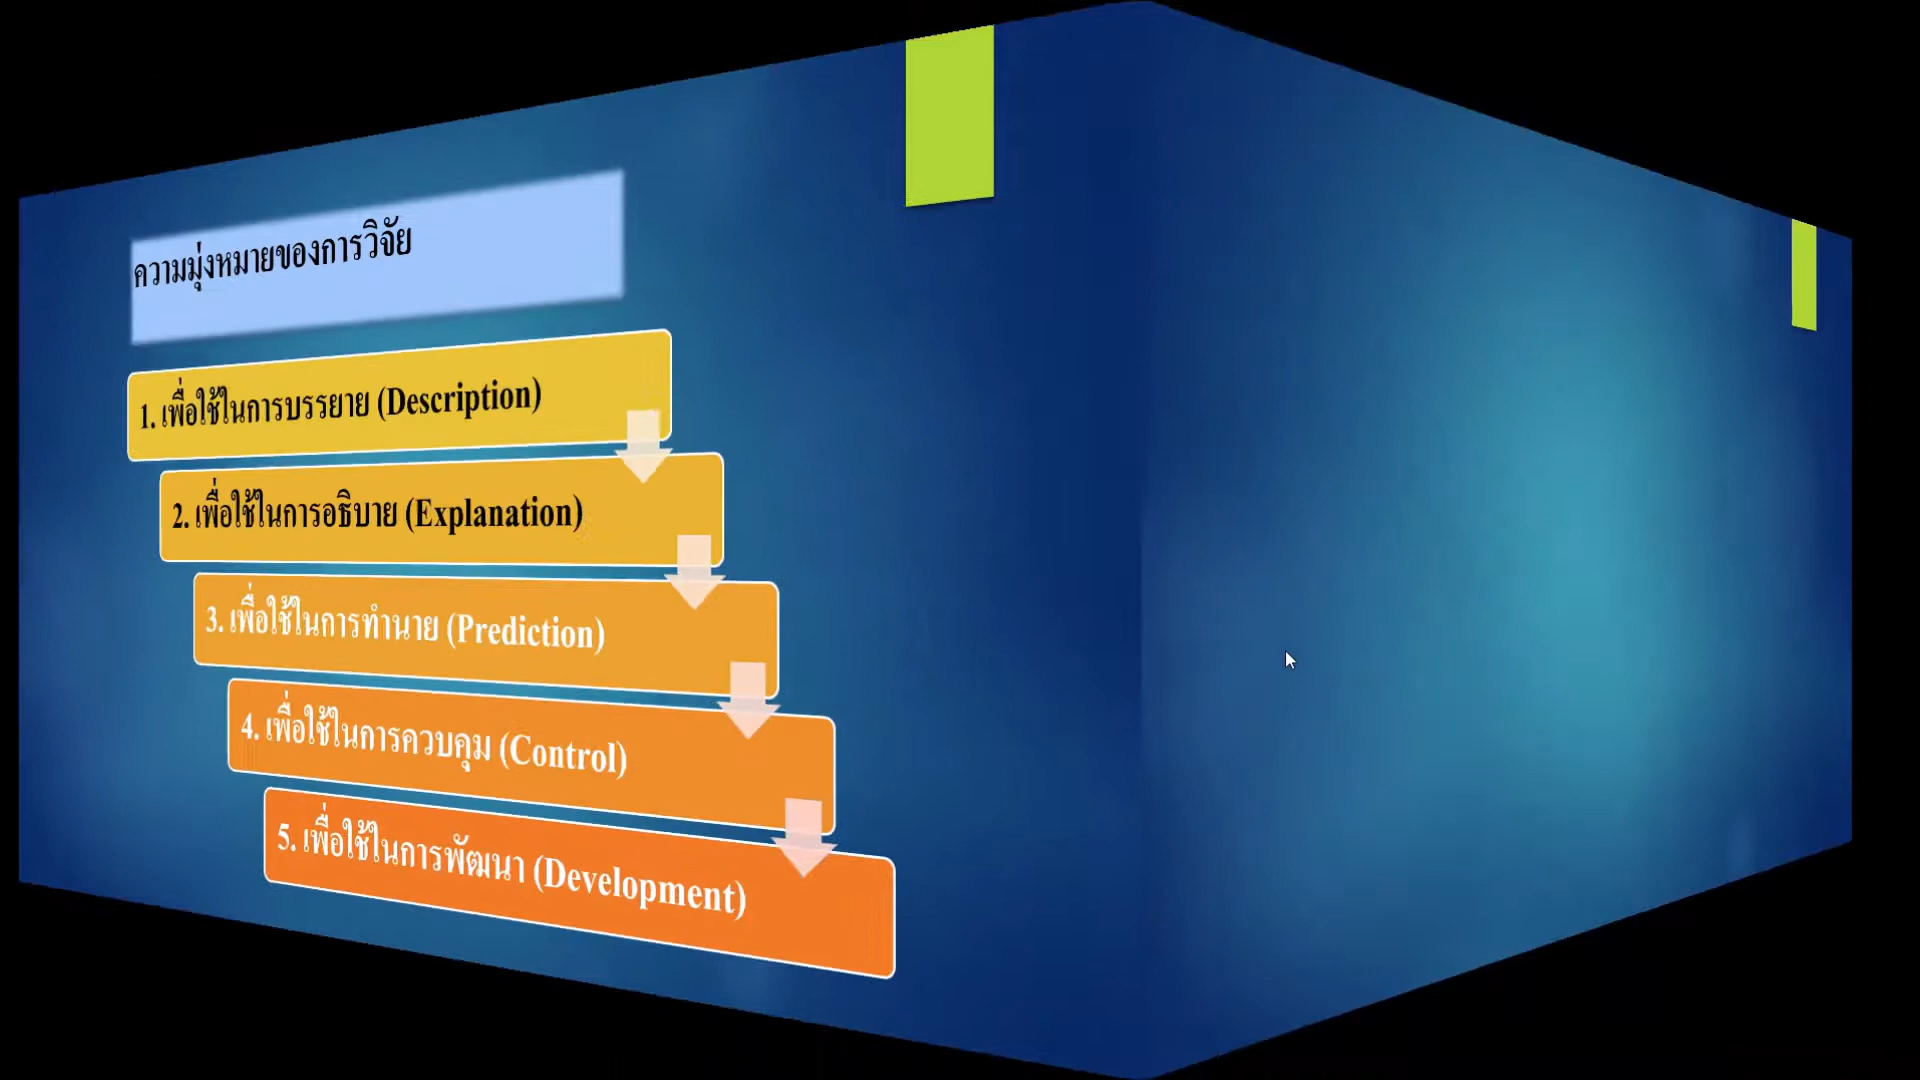 ความมุ่งหมายของการวิจัย
1. เพื่อใช้ในการบรรยาย (Description)
2. เพื่อใช้ในการอธิบาย (Explanation)
3. เพื่อใช้ในการทำนาย (Prediction)
4. เพื่อใช้ในการควบคุม (Control)
5. เพื่อใช้ในการพัฒนา (Development)